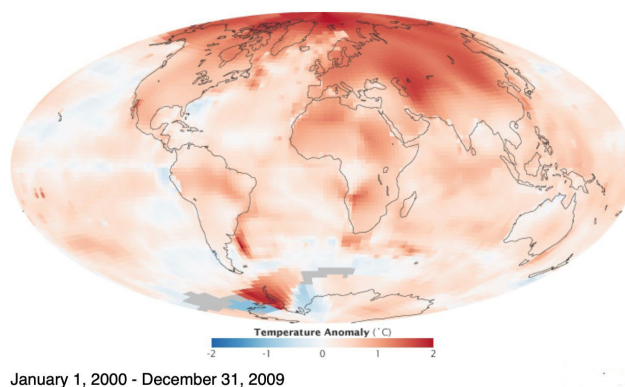 Temperature Anomaly (°C)
-2 -1 0 1 2
January 1, 2000 - December 31, 2009